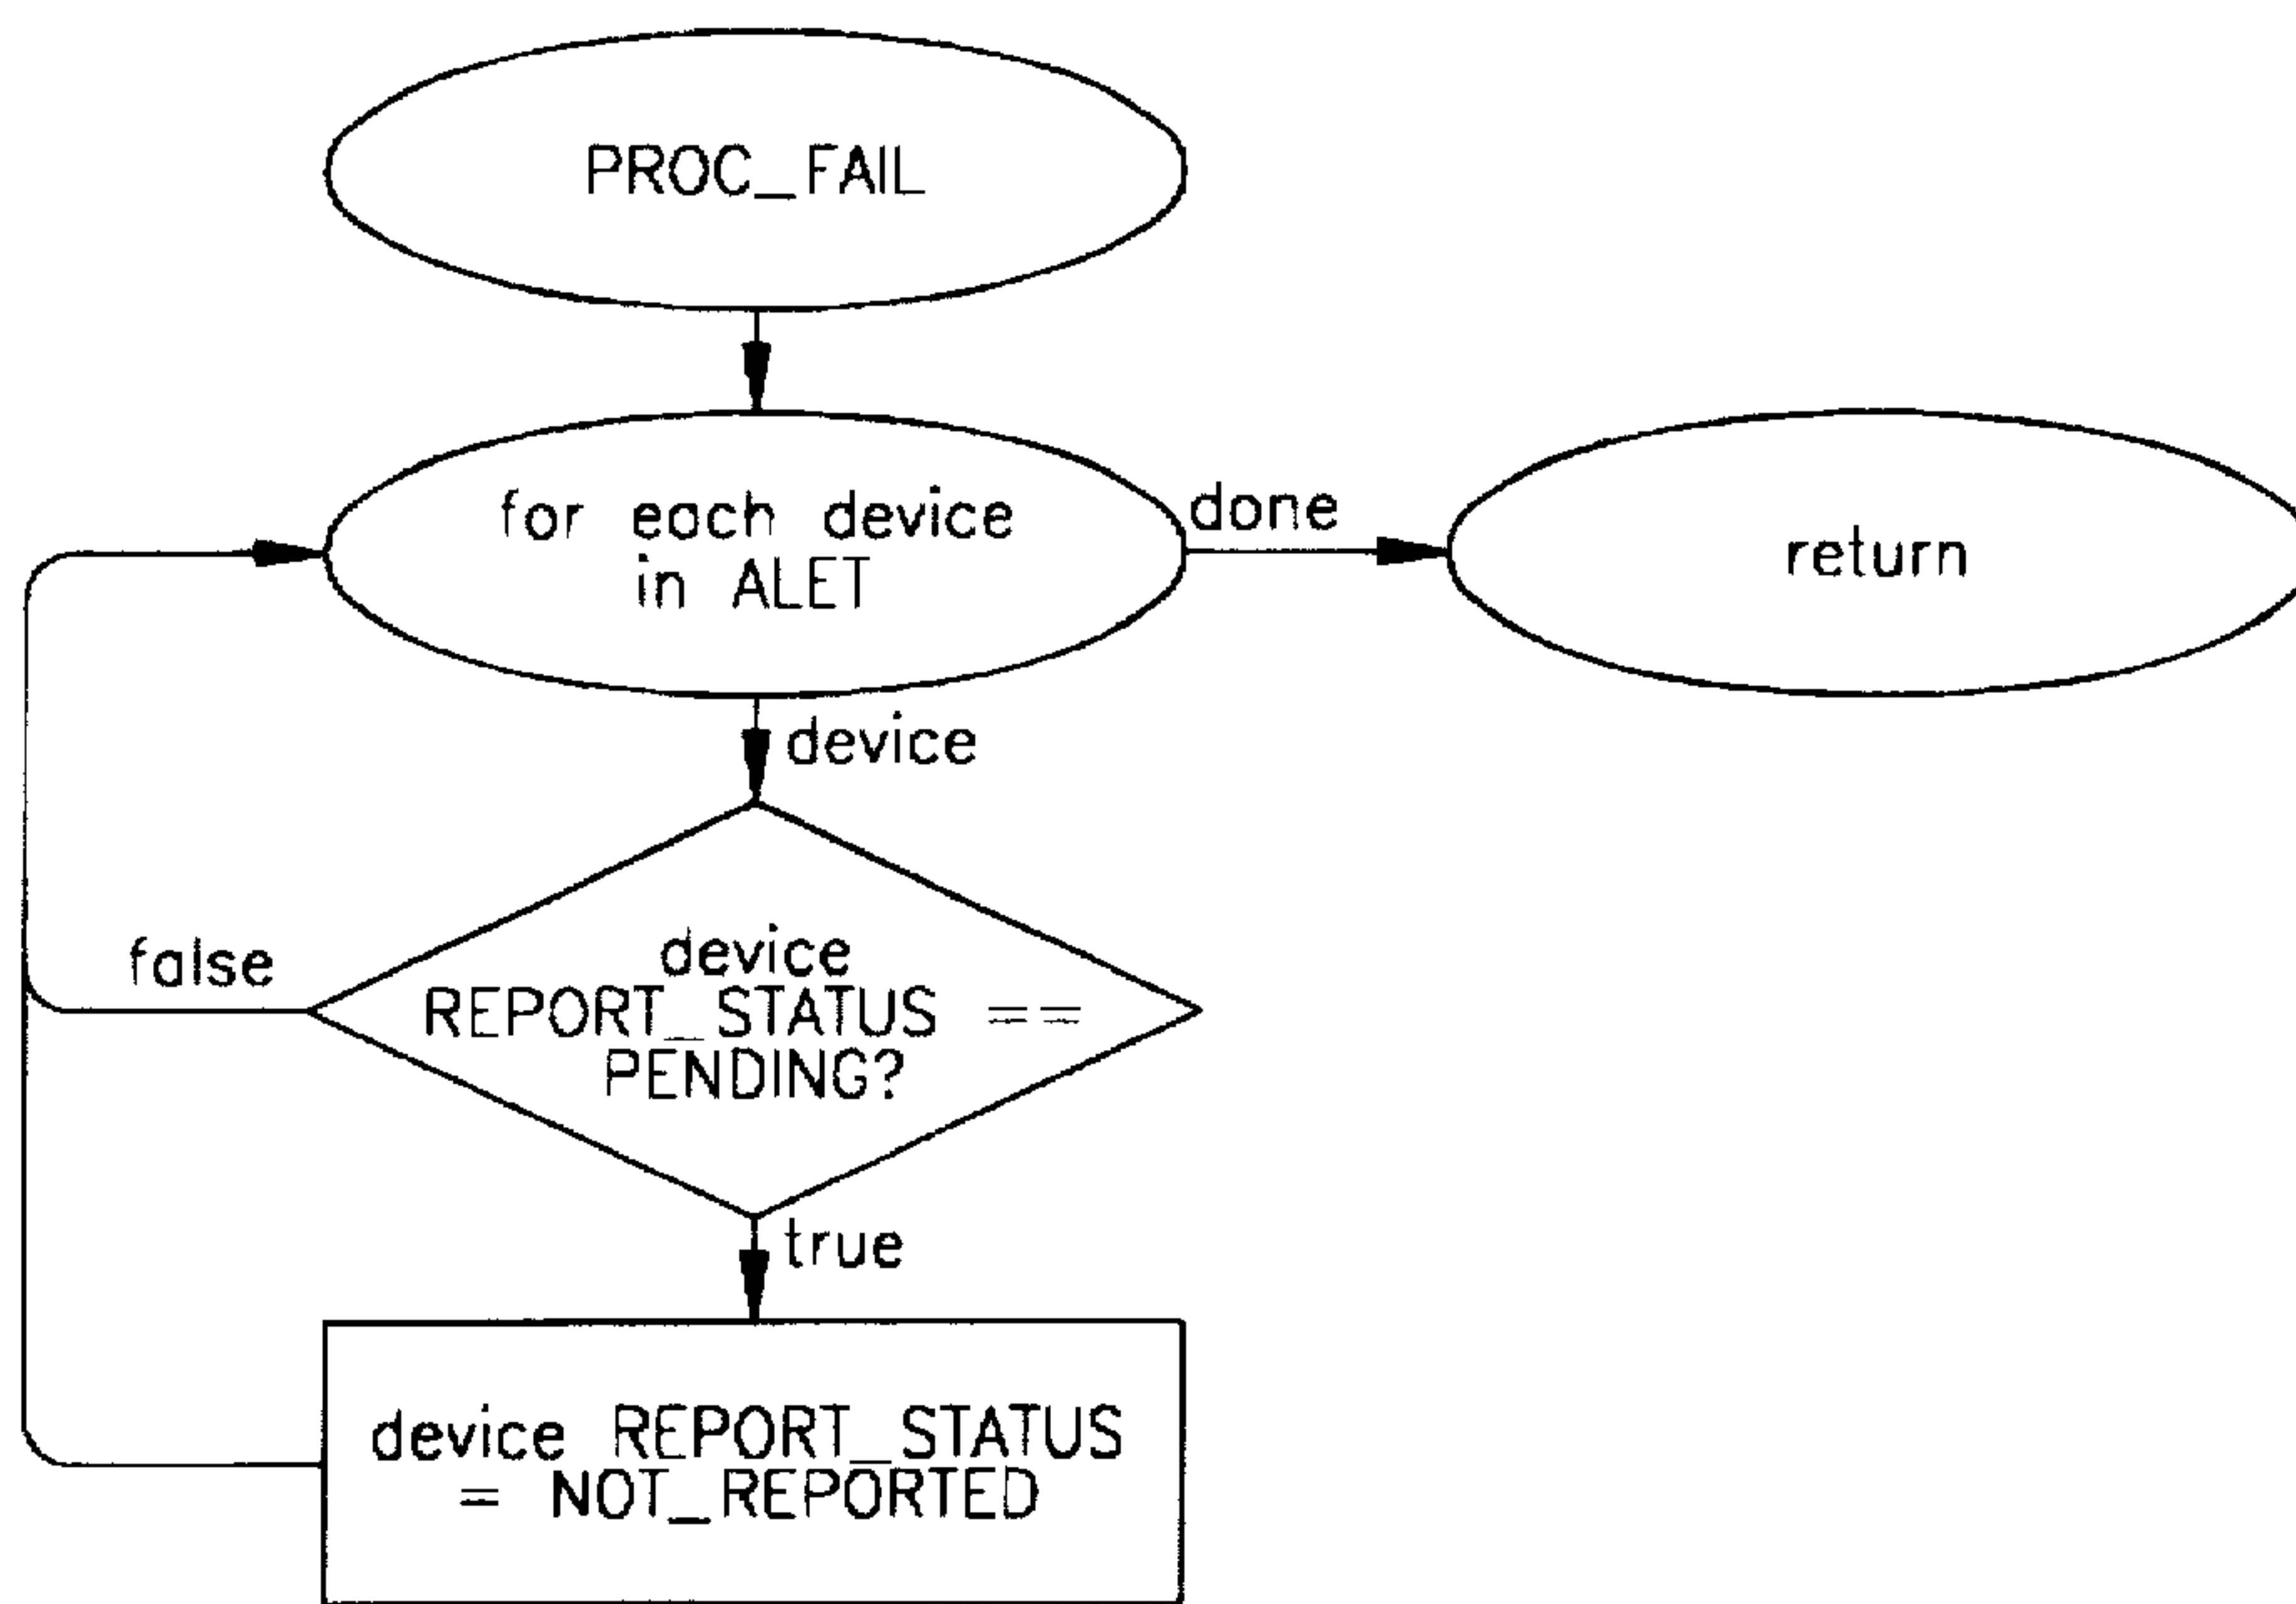 PROC_FAIL
for each device
in ALET
done
return
device
device
REPORT_STATUS ==
PENDING?
false
true
device REPORT_STATUS
= NOT_REPORTED